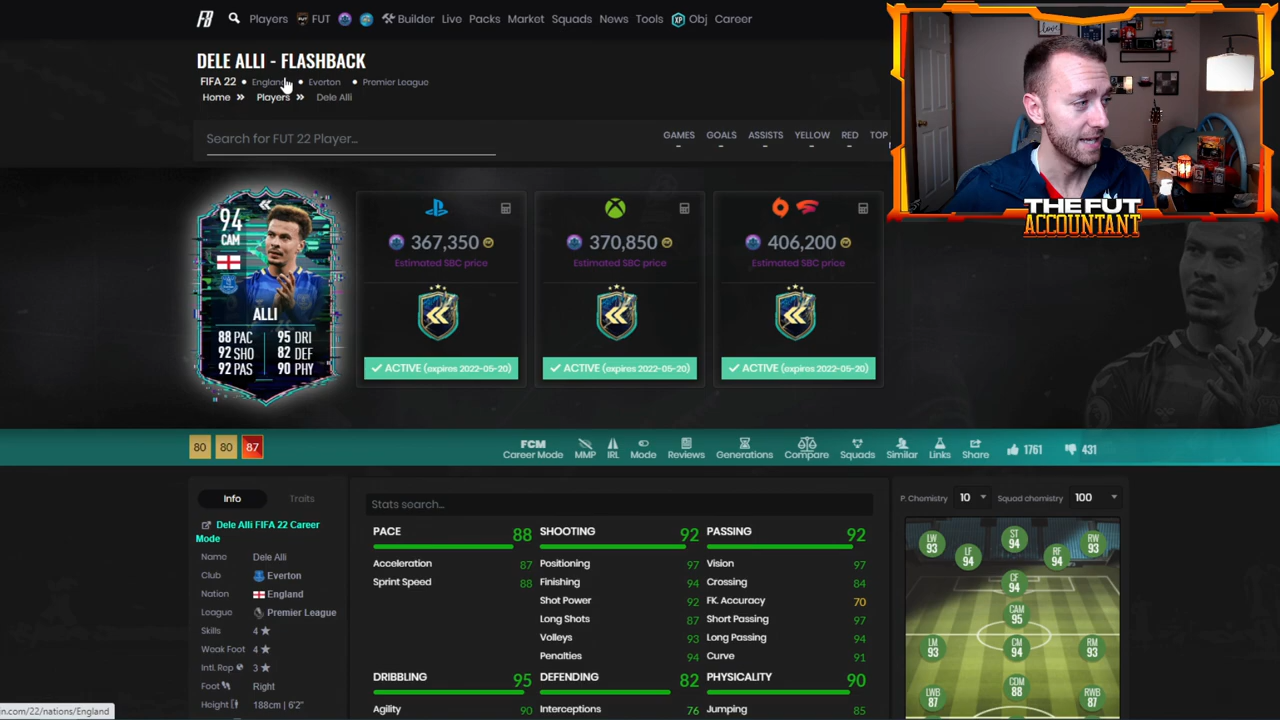 FB Players FUT Builder Live Packs Market Squads News Tools XP Obj Career
DELE ALLI - FLASHBACK
FIFA 22 • England • Everton • Premier League
Home » Players » Dele Alli
Search for FUT 22 Player...
GAMES GOALS ASSISTS YELLOW RED TOP
- - - - -
THE FUT
ACCOUNTANT
94
CAM
ALLI
88 PAC 95 DRI
92 SHO 82 DEF
92 PAS 90 PHY
367,350
Estimated SBC price
ACTIVE (expires 2022-05-20)
370,850
Estimated SBC price
ACTIVE (expires 2022-05-20)
406,200
Estimated SBC price
ACTIVE (expires 2022-05-20)
80 80 87
FCM
Career Mode MMP IRL Mode Reviews Generations Compare Squads Similar Links Share 1761 431
Info Traits
Dele Alli FIFA 22 Career
Mode
Name Dele Alli
Club Everton
Nation England
League Premier League
Skills 4★
Weak Foot 4★
Intl. Rep 3★
Foot Right
Height 188cm | 6'2"
Stats search...
PACE 88
Acceleration 87
Sprint Speed 88
SHOOTING 92
Positioning 97
Finishing 94
Shot Power 92
Long Shots 87
Volleys 93
Penalties 94
PASSING 92
Vision 97
Crossing 84
FK. Accuracy 70
Short Passing 97
Long Passing 94
Curve 91
DRIBBLING 95
Agility 90
DEFENDING 82
Interceptions 76
PHYSICALITY 90
Jumping 85
P. Chemistry 10 Squad chemistry 100
LW
93
ST
94
RW
93
LF
94
RF
94
CF
94
CAM
95
LM
93
CM
94
RM
93
CDM
88
LWB
87
RWB
87
in.com/22/nations/England